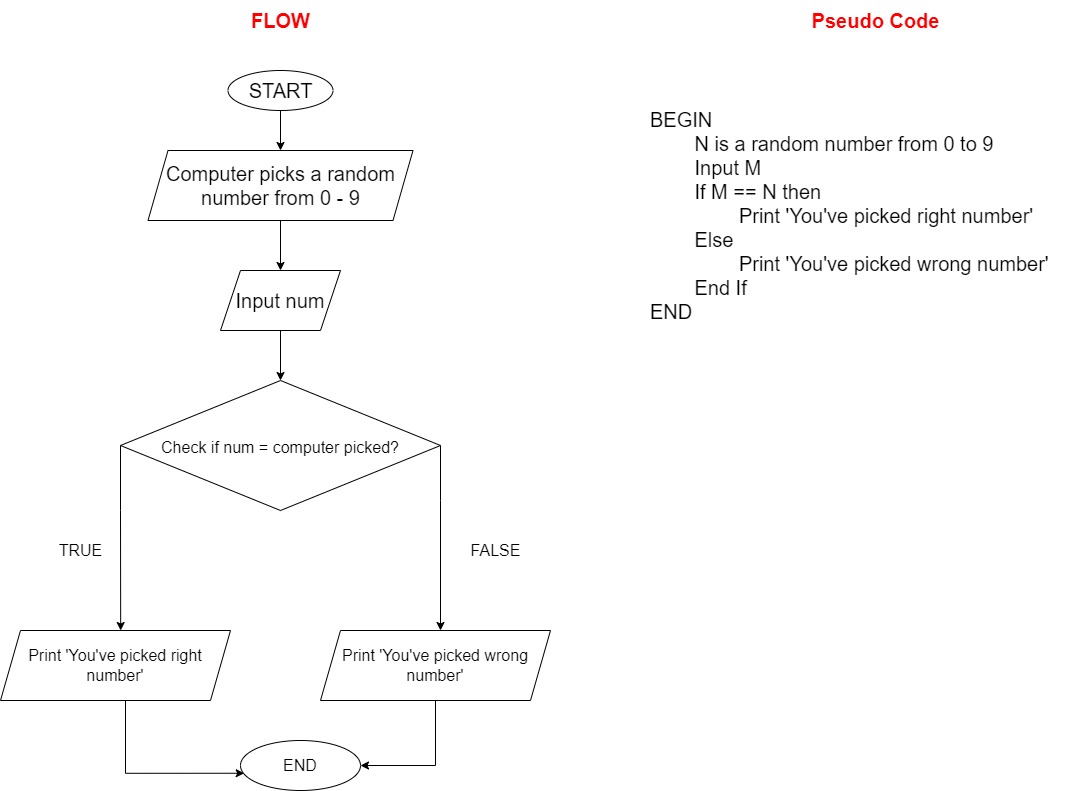 FLOW
START
Computer picks a random
number from 0 - 9
Input num
Check if num = computer picked?
TRUE
FALSE
Print 'You've picked right
number'
Print 'You've picked wrong
number'
END
Pseudo Code
BEGIN
N is a random number from 0 to 9
Input M
If M == N then
Print 'You've picked right number'
Else
Print 'You've picked wrong number'
End If
END